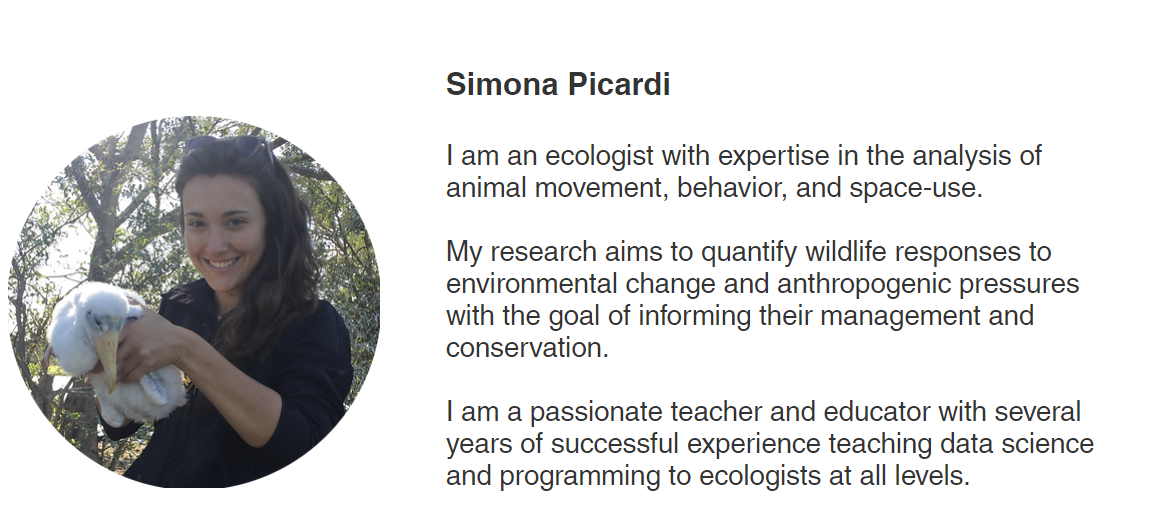 Simona Picardi
I am an ecologist with expertise in the analysis of
animal movement, behavior, and space-use.
My research aims to quantify wildlife responses to
environmental change and anthropogenic pressures
with the goal of informing their management and
conservation.
I am a passionate teacher and educator with several
years of successful experience teaching data science
and programming to ecologists at all levels.